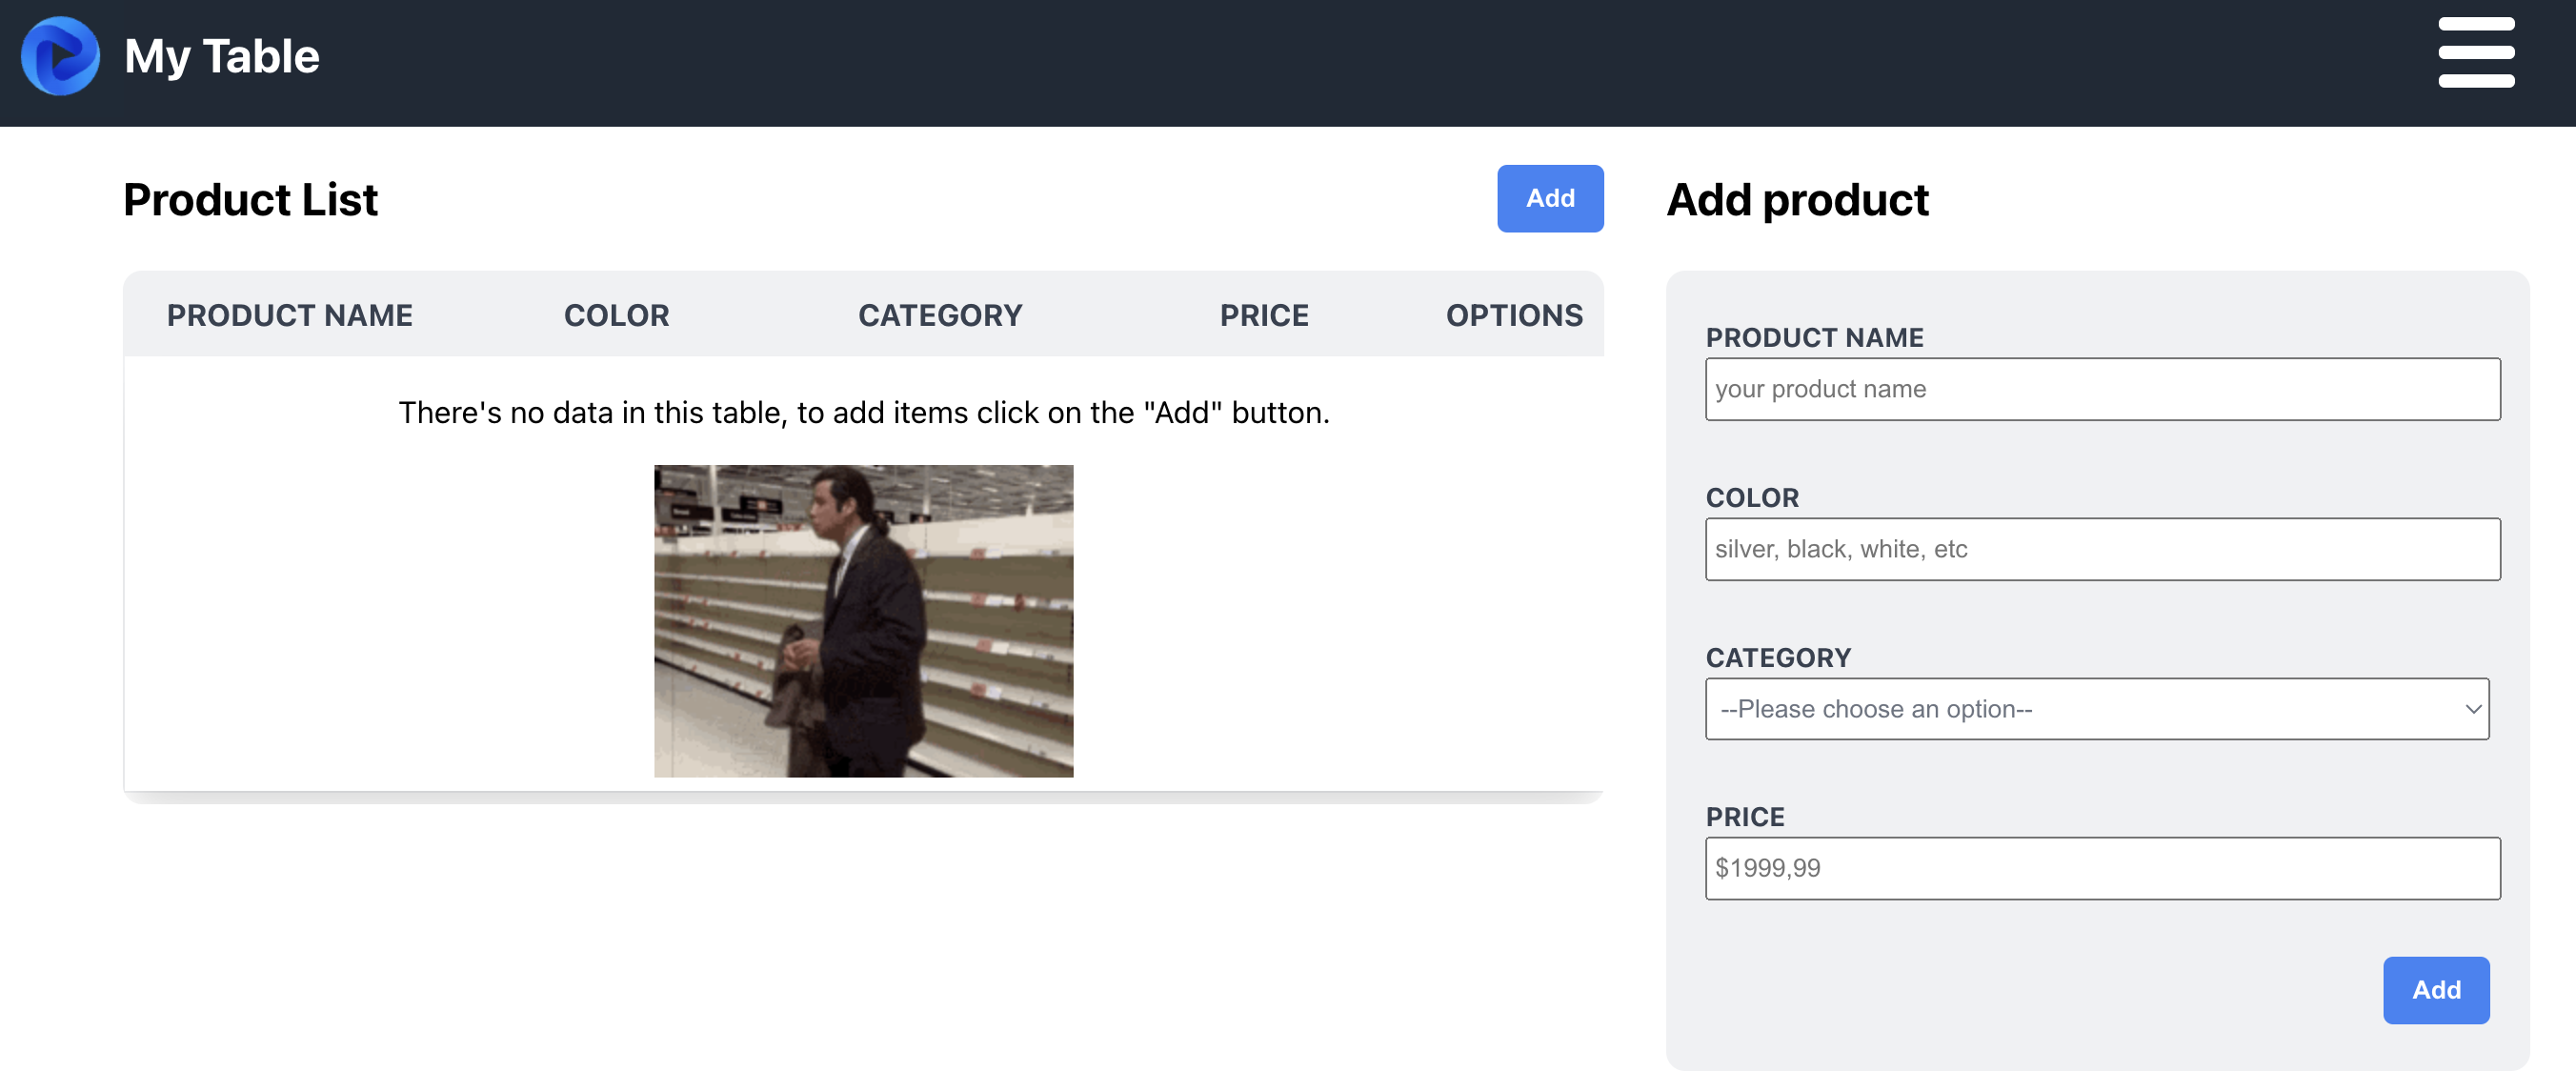 My Table
Product List
Add
PRODUCT NAME COLOR CATEGORY PRICE OPTIONS
There's no data in this table, to add items click on the "Add" button.
Add product
PRODUCT NAME
your product name
COLOR
silver, black, white, etc
CATEGORY
--Please choose an option--
PRICE
$1999,99
Add